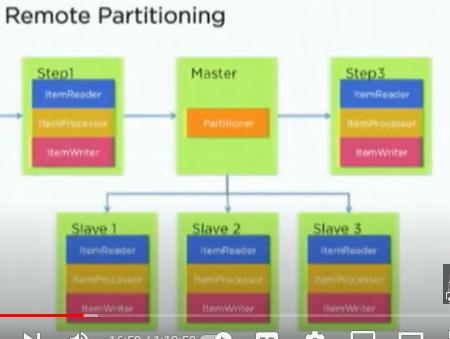 Remote Partitioning
Step1
ItemReader
ItemProcessor
ItemWriter
Master
Partitioner
Step3
ItemReader
ItemProcessor
ItemWriter
Slave 1
ItemReader
ItemProcessor
ItemWriter
Slave 2
ItemReader
ItemProcessor
ItemWriter
Slave 3
ItemReader
ItemProcessor
ItemWriter